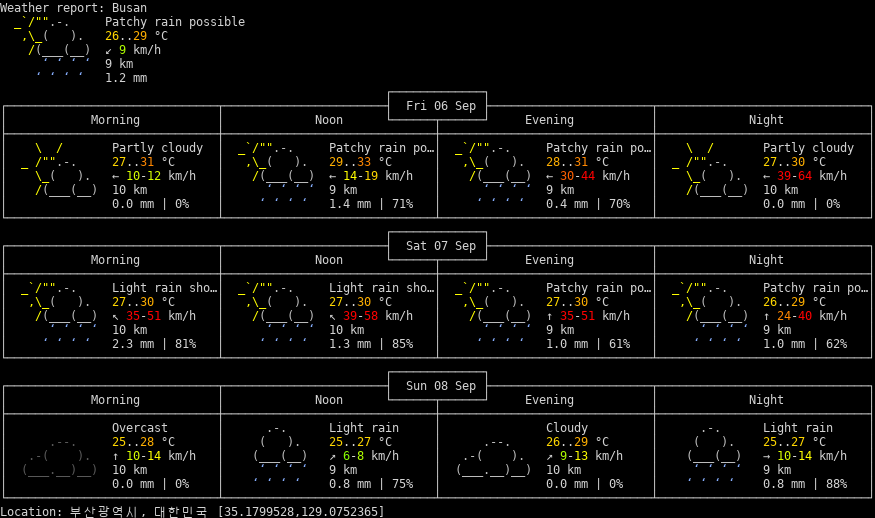 Weather report: Busan
Patchy rain possible
26..29 °C
↙ 9 km/h
9 km
1.2 mm
Fri 06 Sep
Morning Noon Evening Night
Partly cloudy Patchy rain po… Patchy rain po… Partly cloudy
27..31 °C 29..33 °C 28..31 °C 27..30 °C
← 10-12 km/h ← 14-19 km/h ← 30-44 km/h ← 39-64 km/h
10 km 9 km 9 km 10 km
0.0 mm | 0% 1.4 mm | 71% 0.4 mm | 70% 0.0 mm | 0%
Sat 07 Sep
Morning Noon Evening Night
Light rain sho… Light rain sho… Patchy rain po… Patchy rain po…
27..30 °C 27..30 °C 27..30 °C 26..29 °C
↖ 35-51 km/h ↖ 39-58 km/h ↑ 35-51 km/h ↑ 24-40 km/h
10 km 10 km 9 km 9 km
2.3 mm | 81% 1.3 mm | 85% 1.0 mm | 61% 1.0 mm | 62%
Sun 08 Sep
Morning Noon Evening Night
Overcast Light rain Cloudy Light rain
25..28 °C 25..27 °C 26..29 °C 25..27 °C
↑ 10-14 km/h ↗ 6-8 km/h ↗ 9-13 km/h → 10-14 km/h
10 km 9 km 10 km 9 km
0.0 mm | 0% 0.8 mm | 75% 0.0 mm | 0% 0.8 mm | 88%
Location: 부산광역시, 대한민국 [35.1799528,129.0752365]